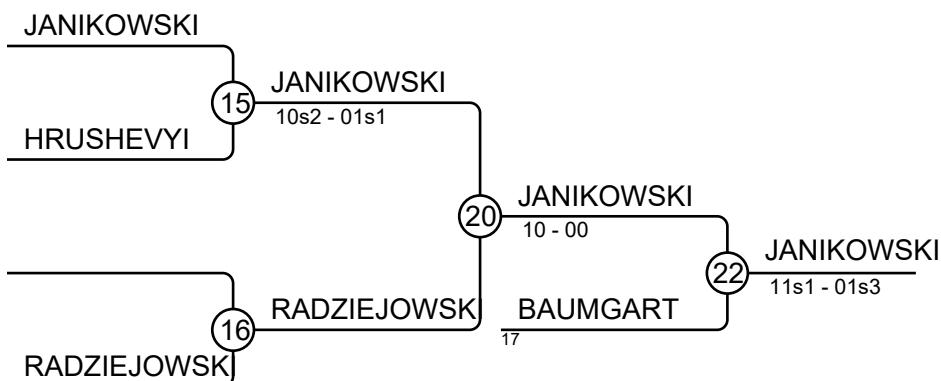 JANIKOWSKI
15
JANIKOWSKI
10s2 - 01s1
HRUSHEVYI
20
JANIKOWSKI
10 - 00
22
JANIKOWSKI
11s1 - 01s3
16
RADZIEJOWSKI
BAUMGART
17
RADZIEJOWSKI